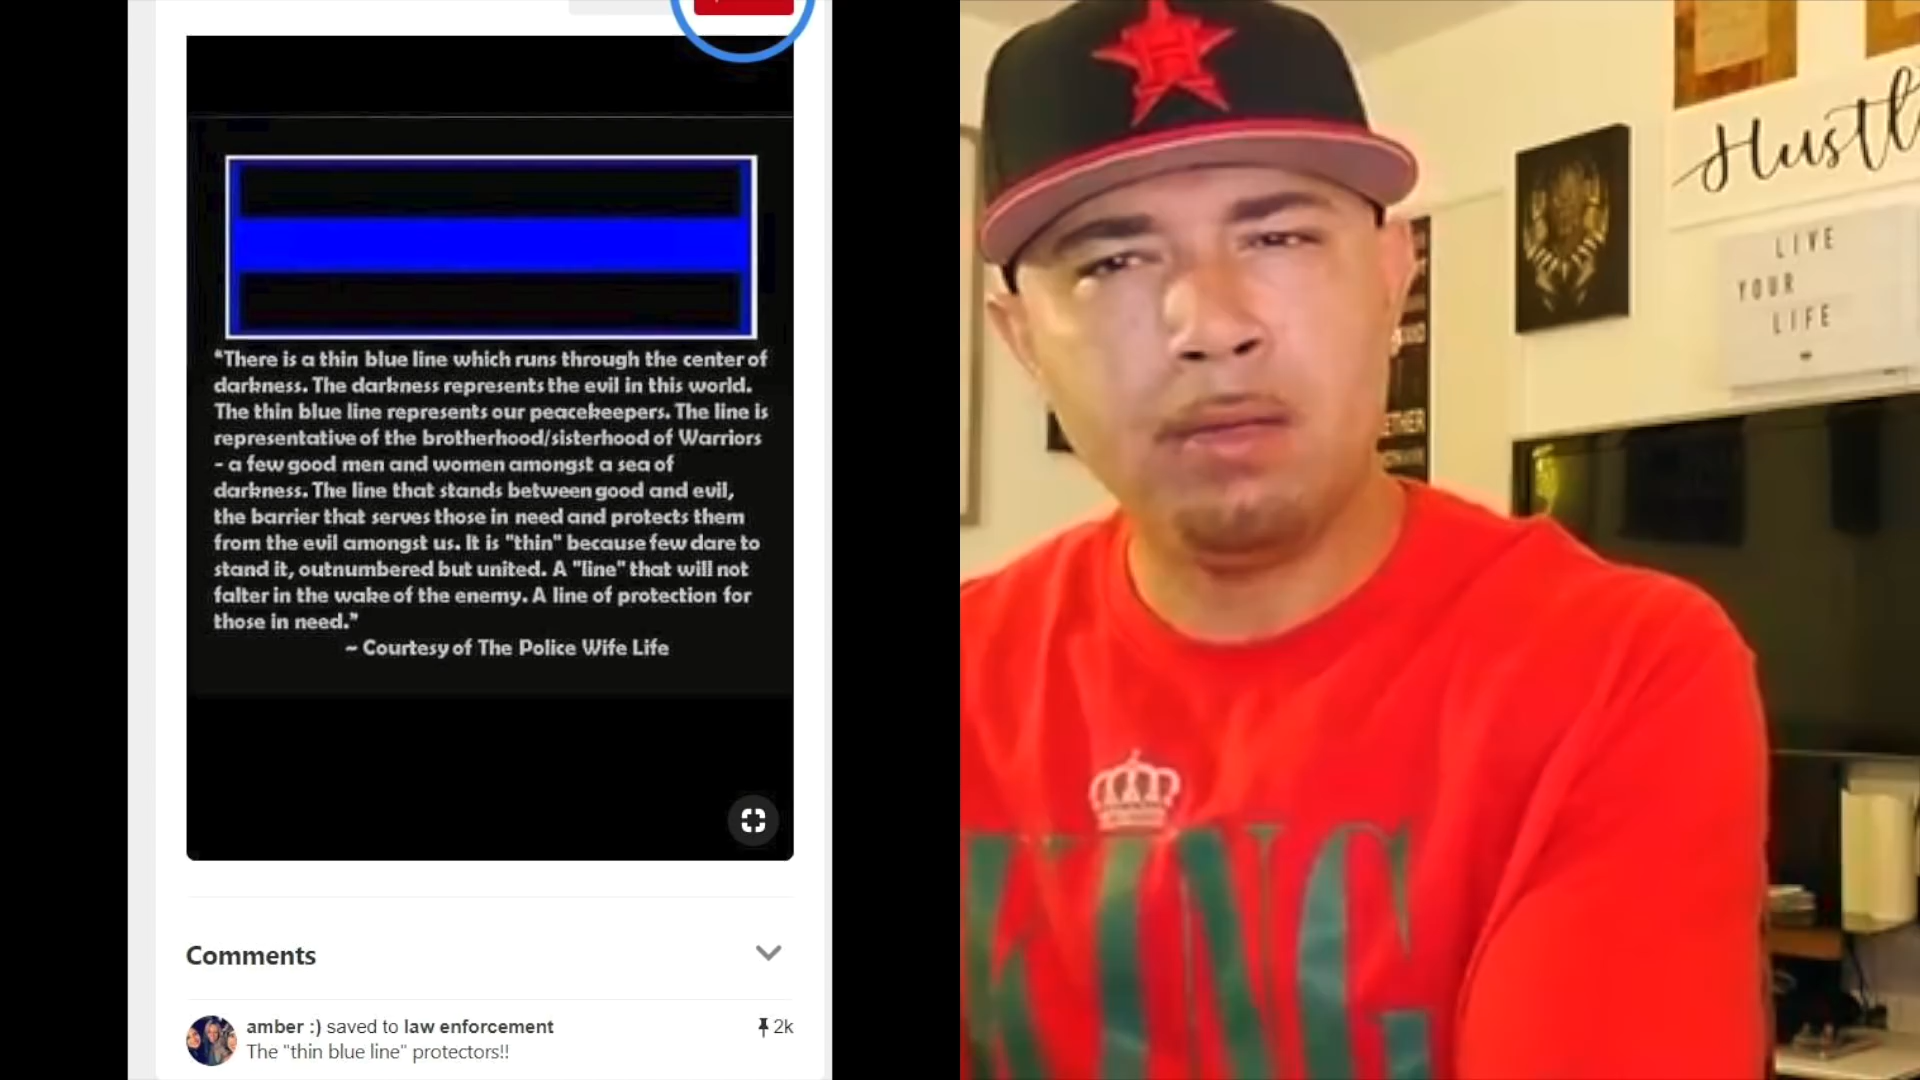 "There is a thin blue line which runs through the center of
darkness. The darkness represents the evil in this world.
The thin blue line represents our peacekeepers. The line is
representative of the brotherhood/sisterhood of Warriors
- a few good men and women amongst a sea of
darkness. The line that stands between good and evil,
the barrier that serves those in need and protects them
from the evil amongst us. It is "thin" because few dare to
stand it, outnumbered but united. A "line" that will not
falter in the wake of the enemy. A line of protection for
those in need."
~ Courtesy of The Police Wife Life
Comments
amber :) saved to law enforcement
2k
The "thin blue line" protectors!!
H
Hustl
LIVE
YOUR
LIFE
KING